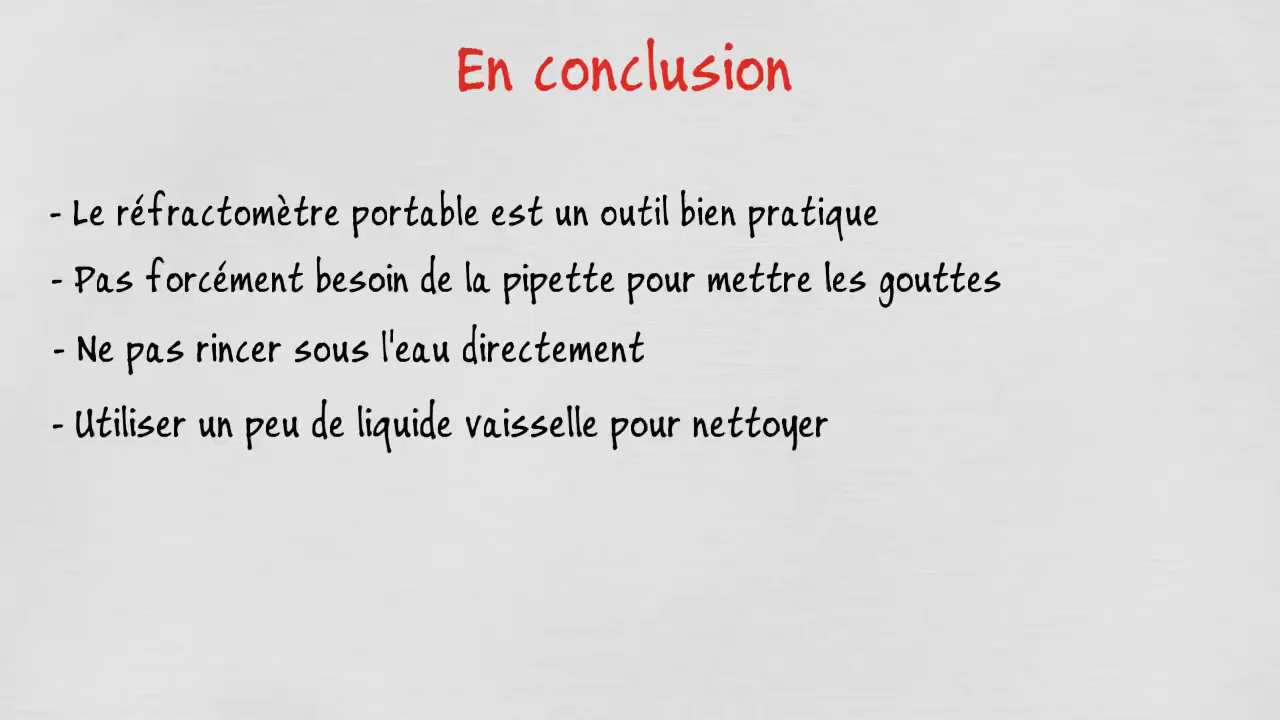 En conclusion
- Le réfractomètre portable est un outil bien pratique
- Pas forcément besoin de la pipette pour mettre les gouttes
- Ne pas rincer sous l'eau directement
- Utiliser un peu de liquide vaisselle pour nettoyer